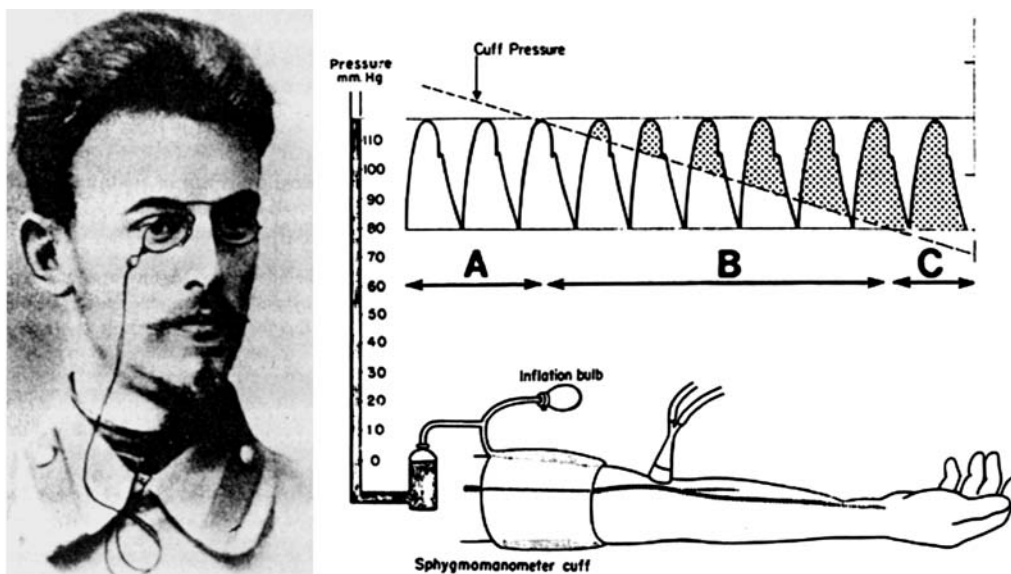 Pressure
mm. Hg
Cuff Pressure
110
100
90
80
70
60
50
40
30
20
10
0
A
B
C
Inflation bulb
Sphygmomanometer cuff